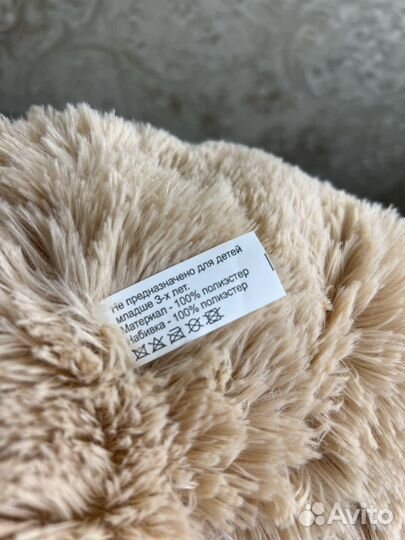 Не предназначено для детей
младше 3-х лет.
Материал - 100% полиэстер
Набивка - 100% полиэстер
Avito